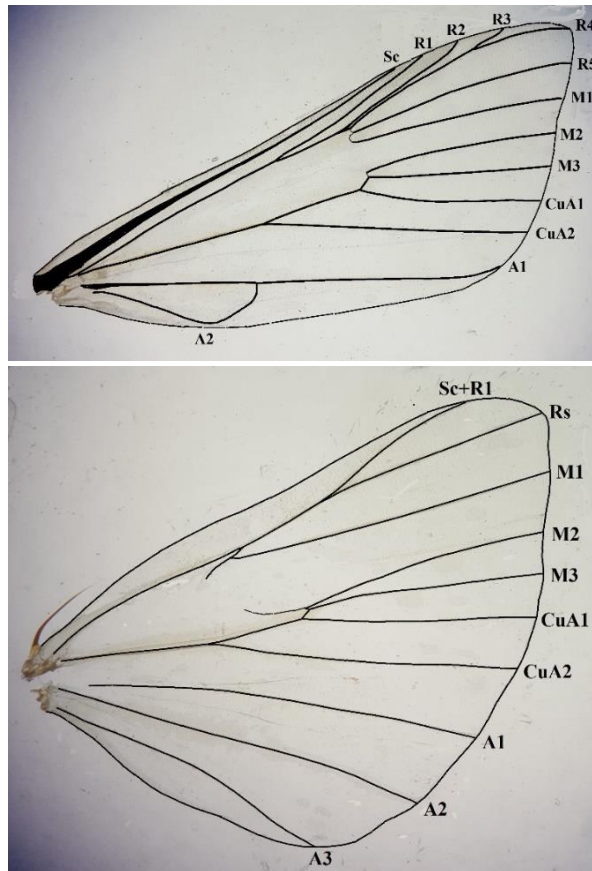 Sc R1 R2 R3 R4
R5
M1
M2
M3
CuA1
CuA2
A1
A2
Sc+R1
Rs
M1
M2
M3
CuA1
CuA2
A1
A2
A3